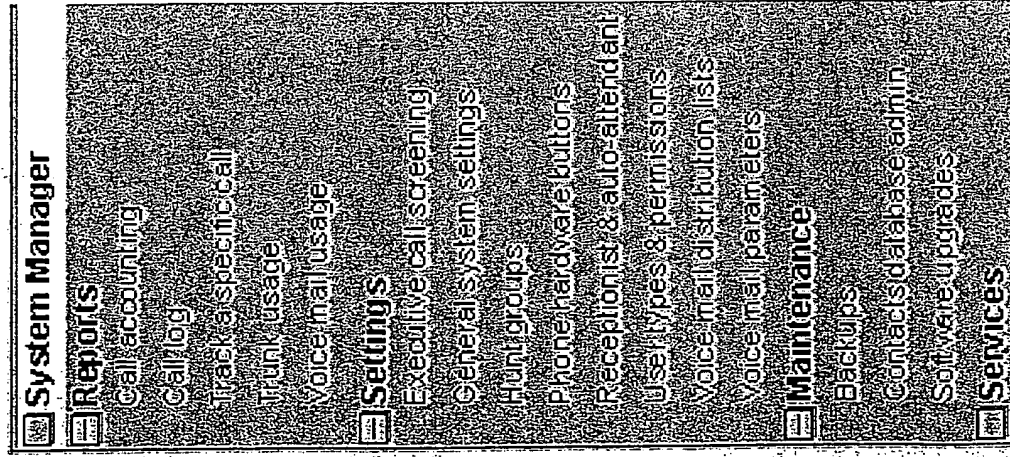 System Manager
Reports
Call accounting
Call log
Track a specific call
Trunk usage
Voice mail usage
Settings
Executive call screening
General system settings
Hunt groups
Phone hardware buttons
Receptionist & auto-attendant
User types & permissions
Voice mail distribution lists
Voice mail parameters
Maintenance
Backups
Contacts database admin
Software upgrades
Services